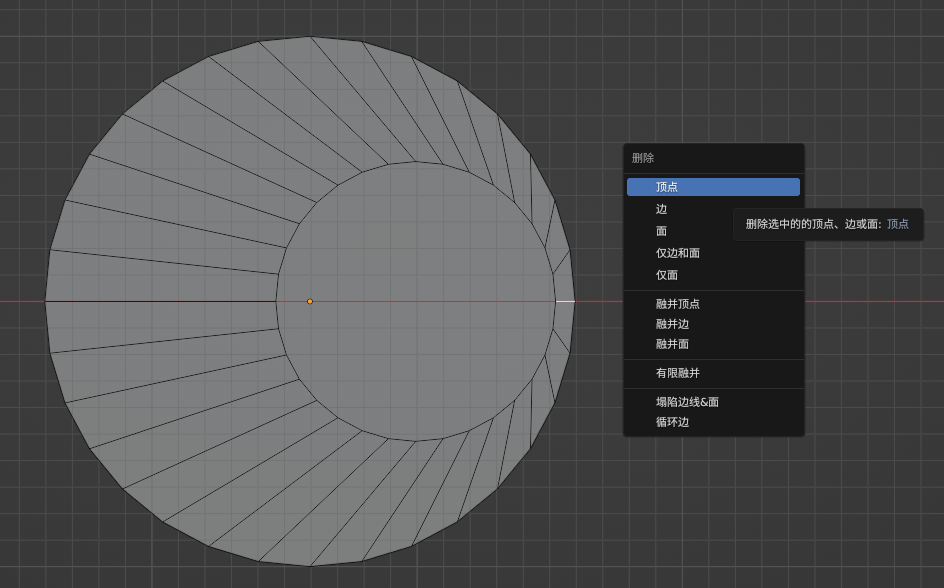 删除
顶点
边
面
仅边和面
仅面
融并顶点
融并边
融并面
有限融并
塌陷边线&面
循环边
删除选中的的顶点、边或面: 顶点